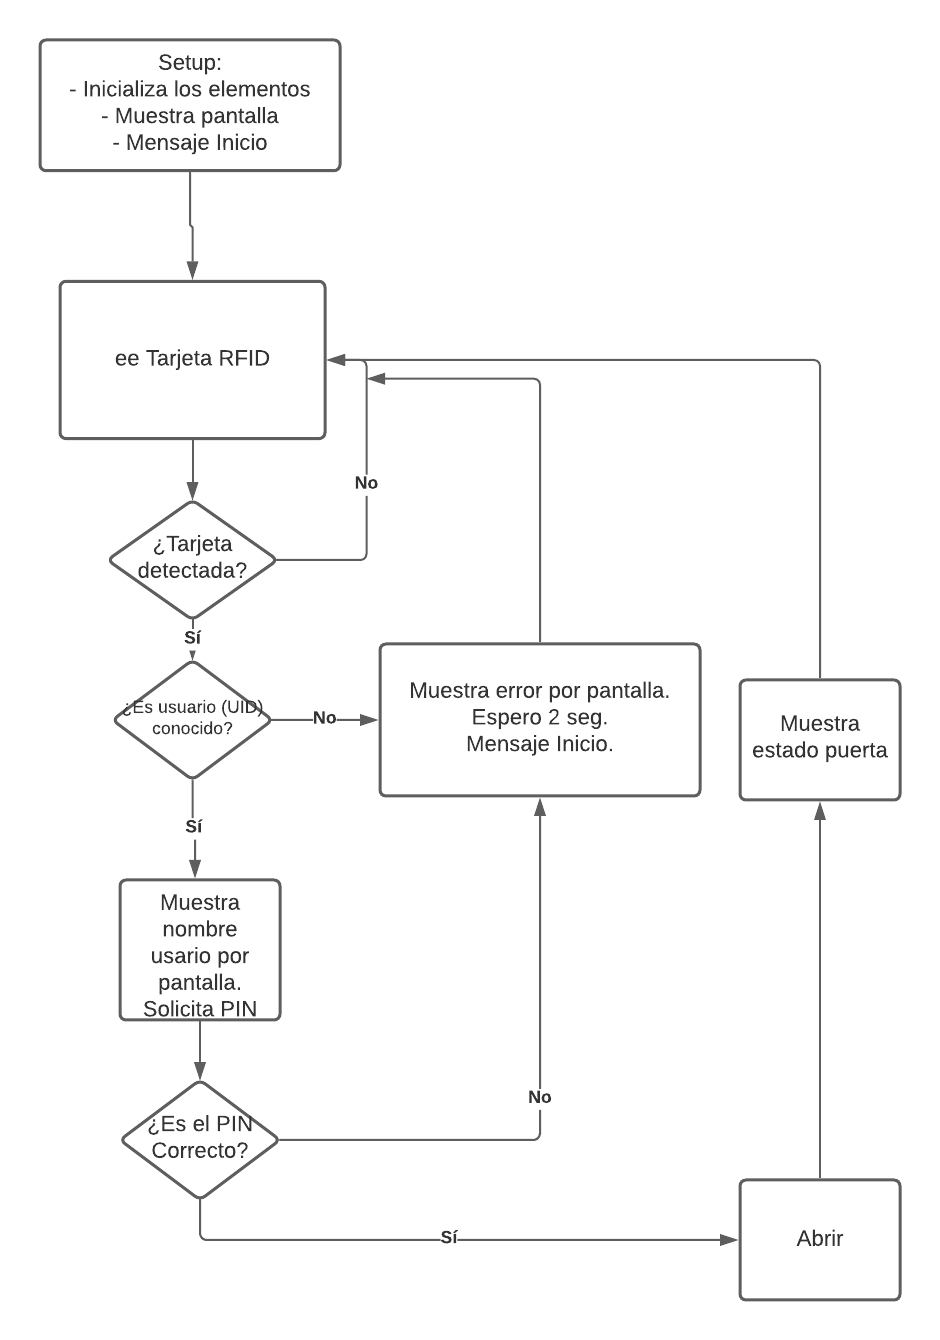 Setup:
- Inicializa los elementos
- Muestra pantalla
- Mensaje Inicio
ee Tarjeta RFID
No
¿Tarjeta
detectada?
Sí
¿Es usuario (UID)
conocido?
No
Muestra error por pantalla.
Espero 2 seg.
Mensaje Inicio.
Muestra
estado puerta
Sí
Muestra
nombre
usario por
pantalla.
Solicita PIN
No
¿Es el PIN
Correcto?
Sí
Abrir